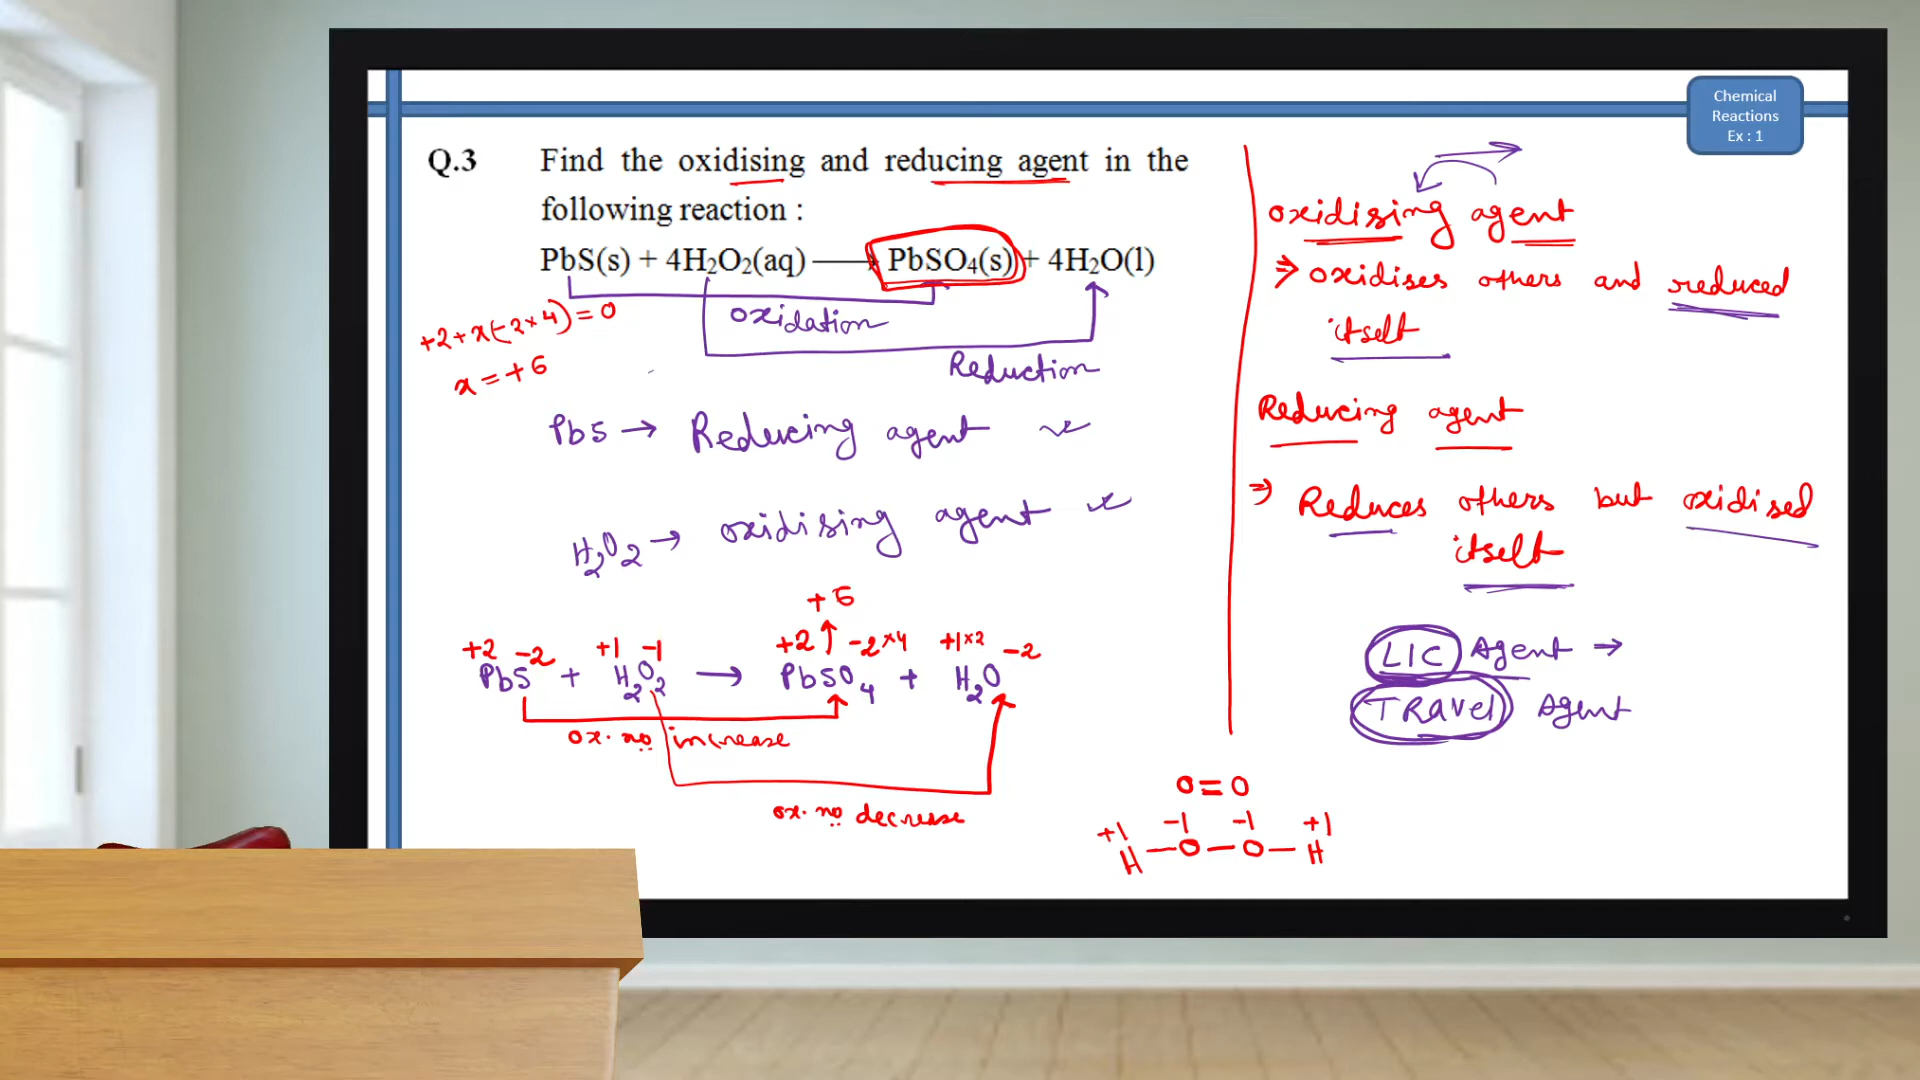 Chemical
Reactions
Ex : 1
Q.3 Find the oxidising and reducing agent in the
following reaction :
PbS(s) + 4H₂O₂(aq) ⟶ PbSO₄(s) + 4H₂O(l)
oxidation
Reduction
+2+x(-2×4)=0
x=+6
PbS → Reducing agent
H₂O₂ → oxidising agent
+6
+2 -2 +1 -1 +2 -2×4 +1×2 -2
PbS + H₂O₂ → PbSO₄ + H₂O
ox. no increase
ox. no decrease
oxidising agent
⇒ oxidises others and reduced
itself
Reducing agent
⇒ Reduces others but oxidised
itself
LIC Agent →
TRAVEL Agent
O=O
+1 -1 -1 +1
H-O-O-H